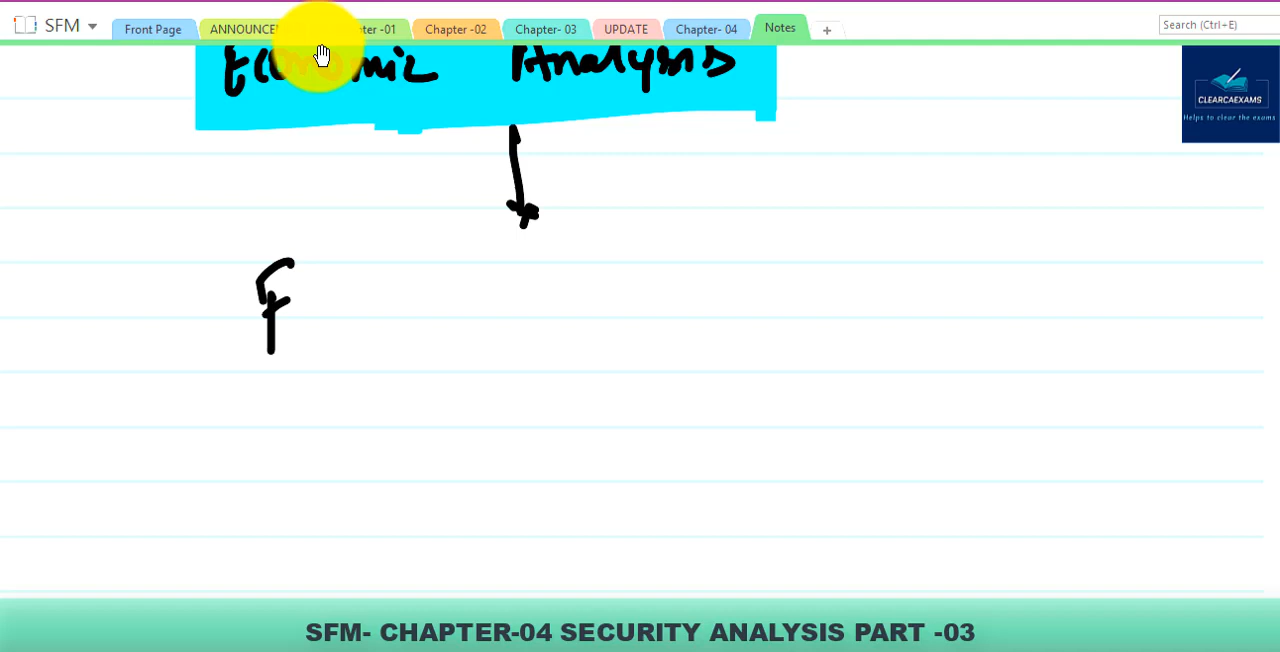 SFM Front Page ANNOUNCE ter -01 Chapter -02 Chapter- 03 UPDATE Chapter- 04 Notes + Search (Ctrl+E)
Economic Analysis
CLEARCAEXAMS
Helps to clear the exams
F
SFM- CHAPTER-04 SECURITY ANALYSIS PART -03